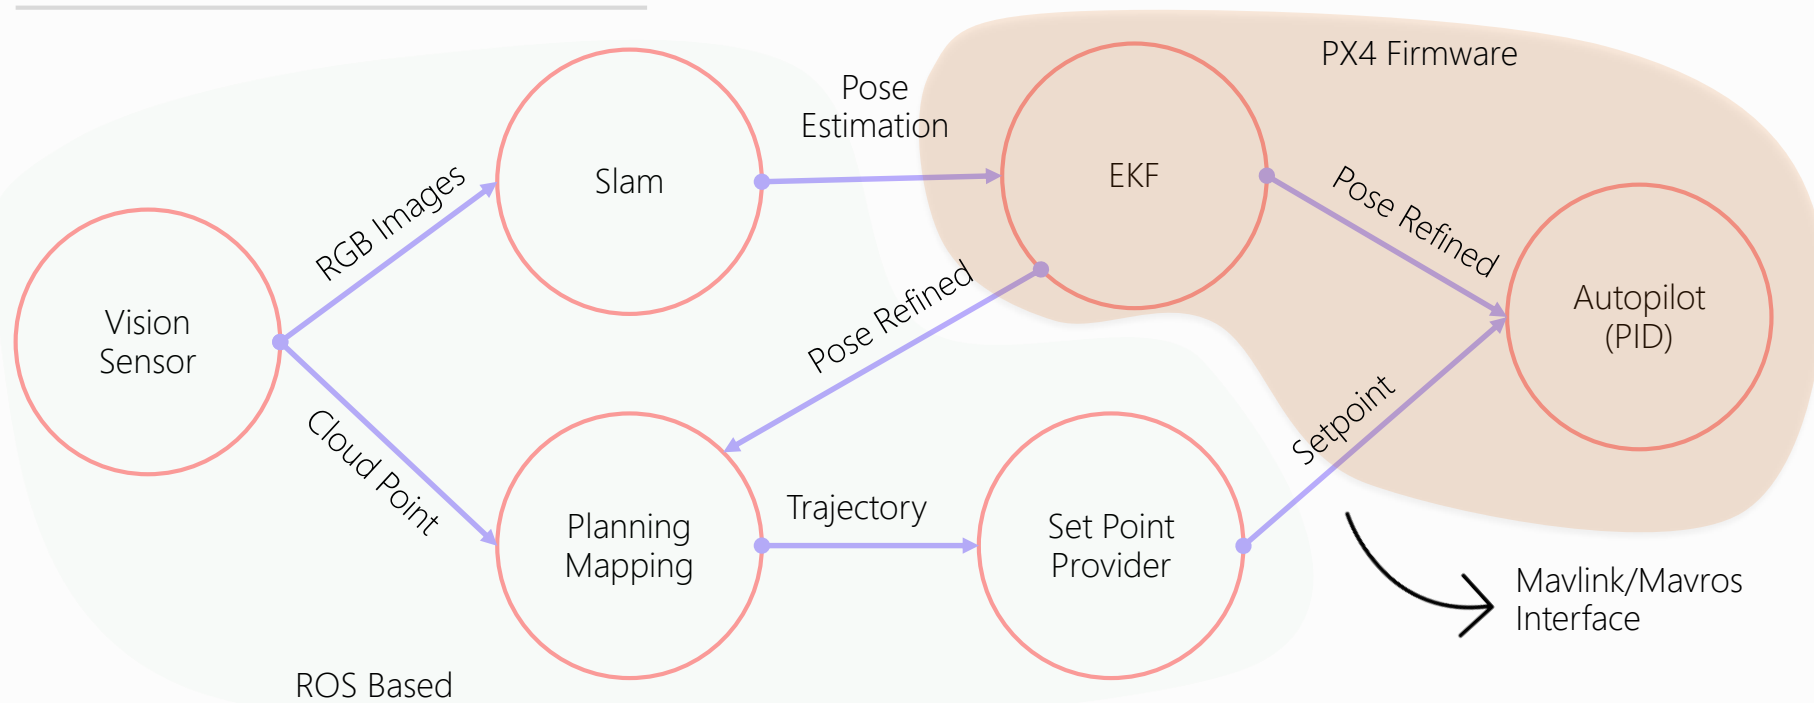 PX4 Firmware
Pose
Estimation
Slam
EKF
RGB Images
Pose Refined
Vision
Sensor
Pose Refined
Autopilot
(PID)
Cloud Point
Setpoint
Planning
Mapping
Trajectory
Set Point
Provider
Mavlink/Mavros
Interface
ROS Based